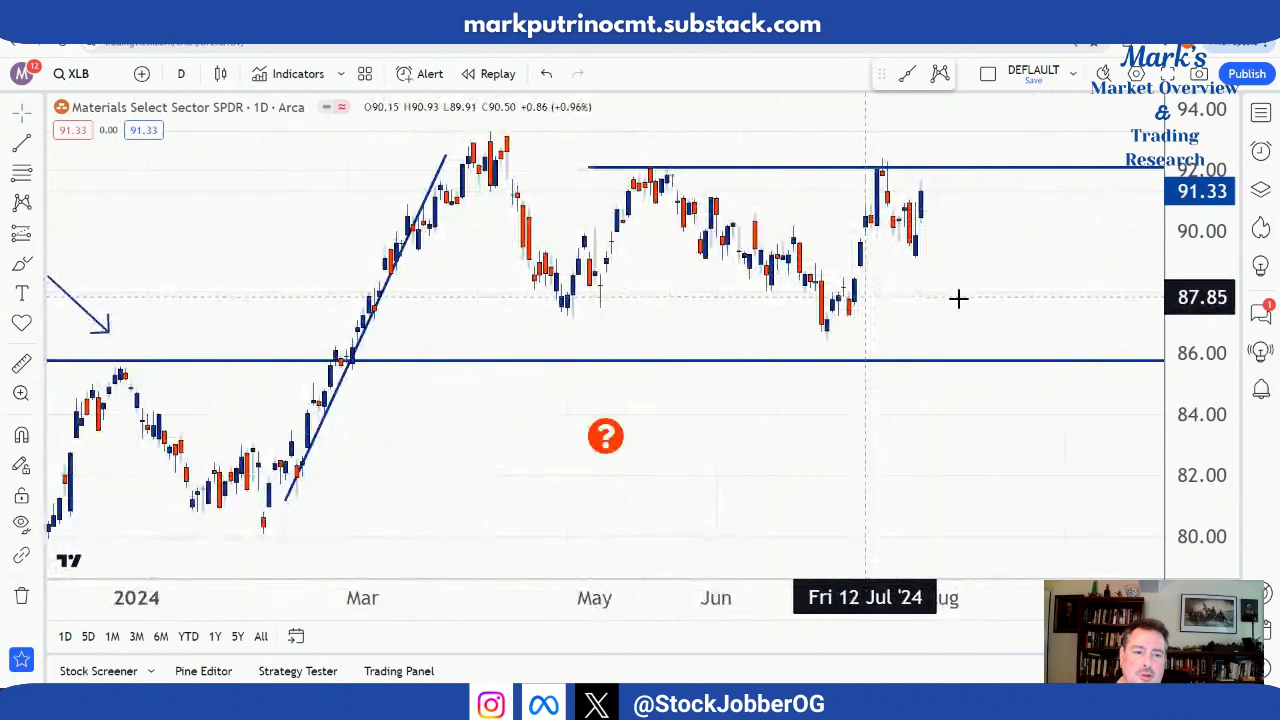 markputrinocmt.substack.com
M
12
XLB
D
Indicators
Alert
Replay
DEFLAULT
Save
Publish
Mark's
Market Overview
&
Trading
Research
Materials Select Sector SPDR · 1D · Arca
O90.15 H90.93 L89.91 C90.50 +0.86 (+0.96%)
91.33
0.00
91.33
94.00
92.00
91.33
90.00
87.85
86.00
84.00
82.00
80.00
?
T
1
2024
Mar
May
Jun
Fri 12 Jul '24
ug
1D
5D
1M
3M
6M
YTD
1Y
5Y
All
Stock Screener
Pine Editor
Strategy Tester
Trading Panel
@StockJobberOG